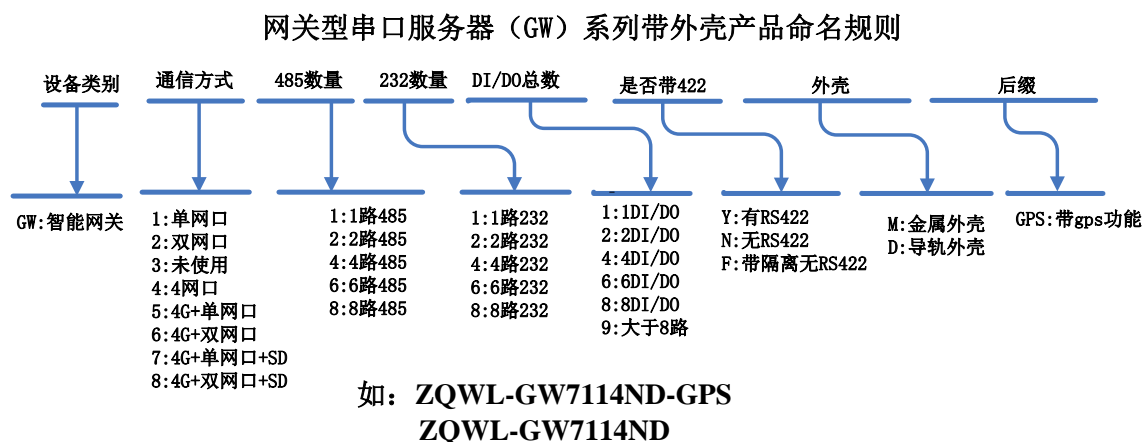 网关型串口服务器（GW）系列带外壳产品命名规则
设备类别
通信方式
485数量
232数量
DI/DO总数
是否带422
外壳
后缀
GW:智能网关
1:单网口
2:双网口
3:未使用
4:4网口
5:4G+单网口
6:4G+双网口
7:4G+单网口+SD
8:4G+双网口+SD
1:1路485
2:2路485
4:4路485
6:6路485
8:8路485
1:1路232
2:2路232
4:4路232
6:6路232
8:8路232
1:1DI/DO
2:2DI/DO
4:4DI/DO
6:6DI/DO
8:8DI/DO
9:大于8路
Y:有RS422
N:无RS422
F:带隔离无RS422
M:金属外壳
D:导轨外壳
GPS:带gps功能
如：ZQWL-GW7114ND-GPS
ZQWL-GW7114ND